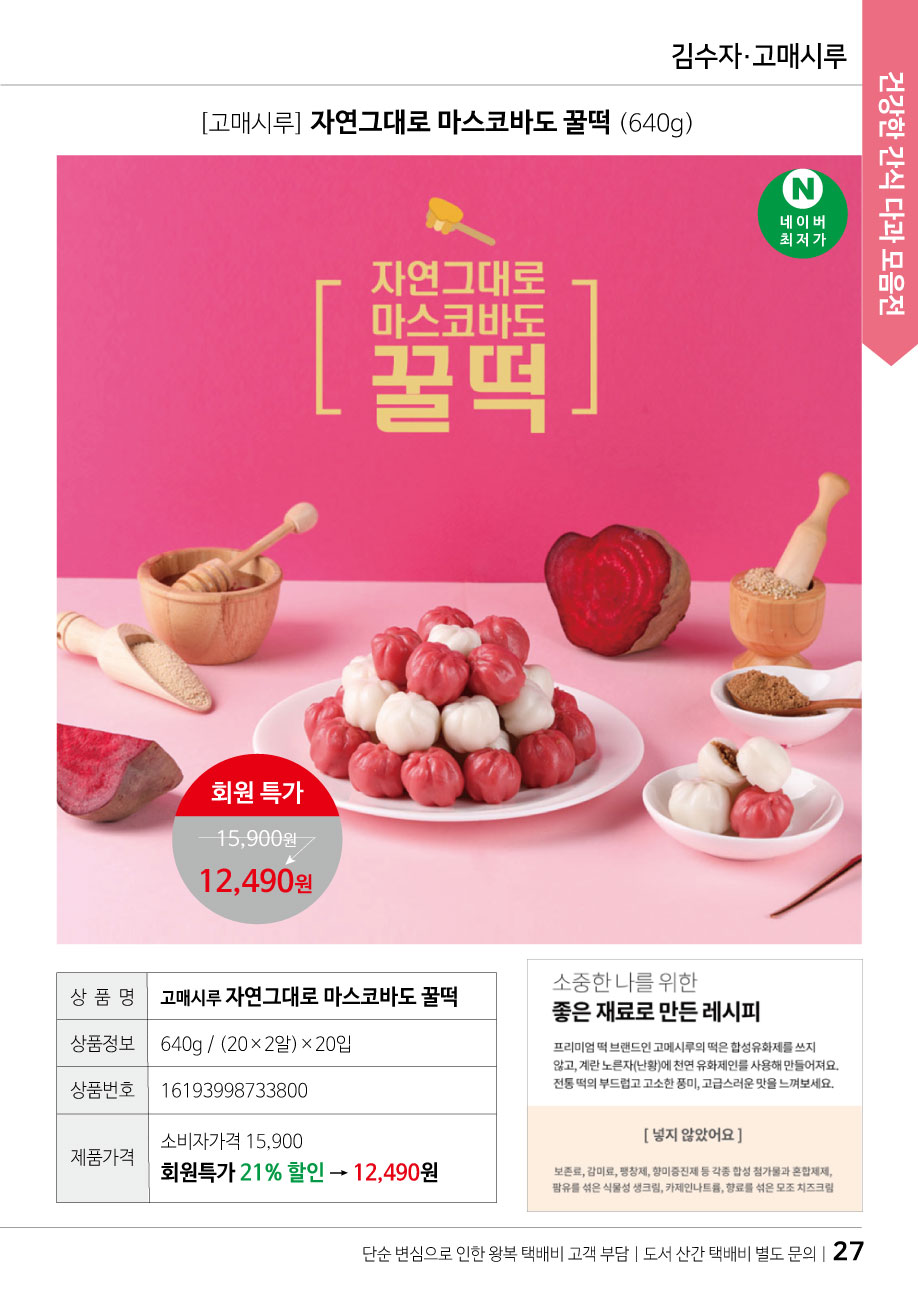 김수자·고매시루
건강한 간식 다과 모음전
[고매시루] 자연그대로 마스코바도 꿀떡 (640g)
N
네이버
최저가
자연그대로
마스코바도
꿀떡
회원 특가
15,900원
12,490원
상 품 명 고매시루 자연그대로 마스코바도 꿀떡
상품정보 640g / (20×2알)×20입
상품번호 16193998733800
제품가격 소비자가격 15,900
회원특가 21% 할인 → 12,490원
소중한 나를 위한
좋은 재료로 만든 레시피
프리미엄 떡 브랜드인 고메시루의 떡은 합성유화제를 쓰지
않고, 계란 노른자(난황)에 천연 유화제인를 사용해 만들어져요.
전통 떡의 부드럽고 고소한 풍미, 고급스러운 맛을 느껴보세요.
[ 넣지 않았어요 ]
보존료, 감미료, 팽창제, 향미증진제 등 각종 합성 첨가물과 혼합제제,
팜유를 섞은 식물성 생크림, 카제인나트륨, 향료를 섞은 모조 치즈크림
단순 변심으로 인한 왕복 택배비 고객 부담 | 도서 산간 택배비 별도 문의 | 27